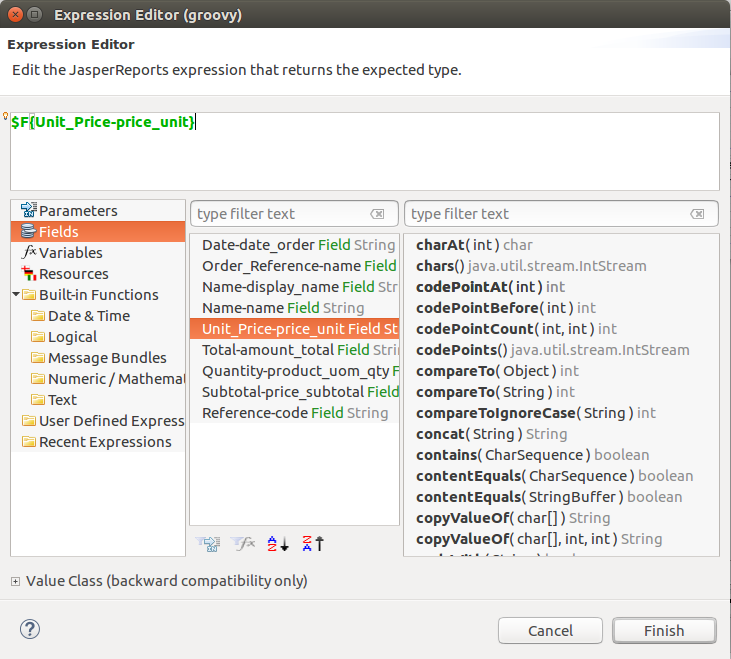 Expression Editor (groovy)
Expression Editor
Edit the JasperReports expression that returns the expected type.
$F{Unit_Price-price_unit}
Parameters
Fields
Variables
Resources
Built-in Functions
Date & Time
Logical
Message Bundles
Numeric / Mathemat
Text
User Defined Express
Recent Expressions
type filter text
Date-date_order Field String
Order_Reference-name Field
Name-display_name Field Str
Name-name Field String
Unit_Price-price_unit Field St
Total-amount_total Field Stri
Quantity-product_uom_qty F
Subtotal-price_subtotal Field
Reference-code Field String
type filter text
charAt( int ) char
chars() java.util.stream.IntStream
codePointAt( int ) int
codePointBefore( int ) int
codePointCount( int, int ) int
codePoints() java.util.stream.IntStream
compareTo( Object ) int
compareTo( String ) int
compareToIgnoreCase( String ) int
concat( String ) String
contains( CharSequence ) boolean
contentEquals( CharSequence ) boolean
contentEquals( StringBuffer ) boolean
copyValueOf( char[] ) String
copyValueOf( char[], int, int ) String
Value Class (backward compatibility only)
Cancel
Finish